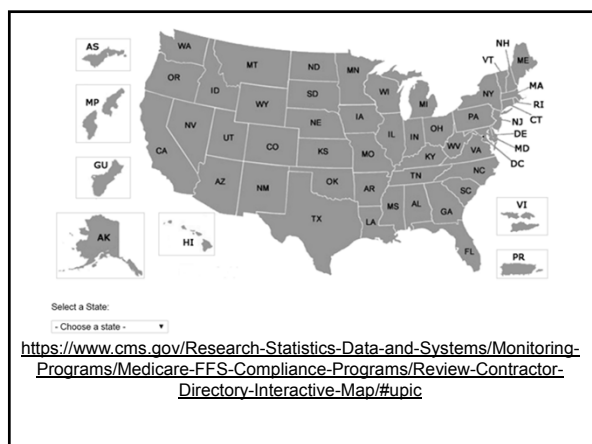 AS
MP
GU
AK
HI
WA
OR
CA
NV
ID
MT
WY
UT
AZ
CO
NM
ND
SD
NE
KS
OK
TX
MN
IA
MO
AR
LA
WI
IL
MS
MI
IN
KY
TN
AL
OH
WV
VA
NC
SC
GA
FL
PA
NY
VT
NH
ME
MA
RI
CT
NJ
DE
MD
DC
VI
PR
Select a State:
- Choose a state -
https://www.cms.gov/Research-Statistics-Data-and-Systems/Monitoring-
Programs/Medicare-FFS-Compliance-Programs/Review-Contractor-
Directory-Interactive-Map/#upic